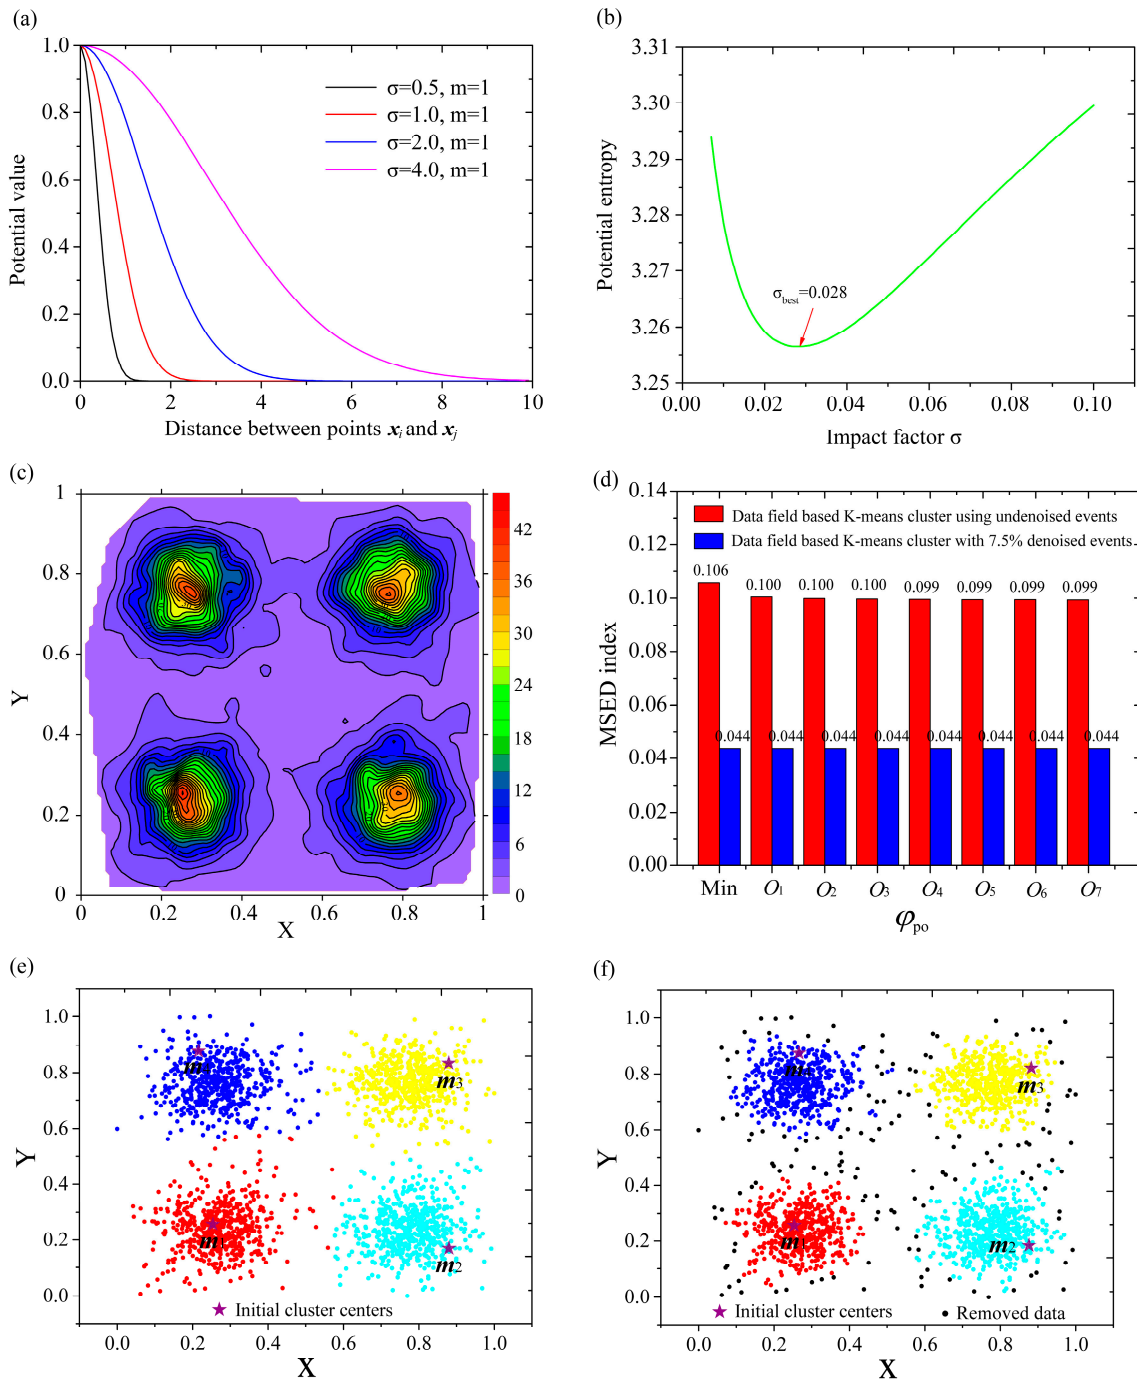 (a)
1.0
0.8
0.6
0.4
0.2
0.0
0 2 4 6 8 10
Potential value
Distance between points xi and xj
σ=0.5, m=1
σ=1.0, m=1
σ=2.0, m=1
σ=4.0, m=1
(b)
3.31
3.30
3.29
3.28
3.27
3.26
3.25
0.00 0.02 0.04 0.06 0.08 0.10
Potential entropy
Impact factor σ
σbest=0.028
(c)
1
0.8
0.6
0.4
0.2
0
0 0.2 0.4 0.6 0.8 1
Y
X
42
36
30
24
18
12
6
0
(d)
0.14
0.12
0.10
0.08
0.06
0.04
0.02
0.00
MSED index
Data field based K-means cluster using undenoised events
Data field based K-means cluster with 7.5% denoised events
0.106 0.100 0.100 0.100 0.099 0.099 0.099 0.099
0.044 0.044 0.044 0.044 0.044 0.044 0.044 0.044
Min O1 O2 O3 O4 O5 O6 O7
φpo
(e)
1.0
0.8
0.6
0.4
0.2
0.0
0.0 0.2 0.4 0.6 0.8 1.0
Y
X
m3
m1
m2
Initial cluster centers
(f)
1.0
0.8
0.6
0.4
0.2
0.0
0.0 0.2 0.4 0.6 0.8 1.0
Y
X
m3
m2
Initial cluster centers
Removed data